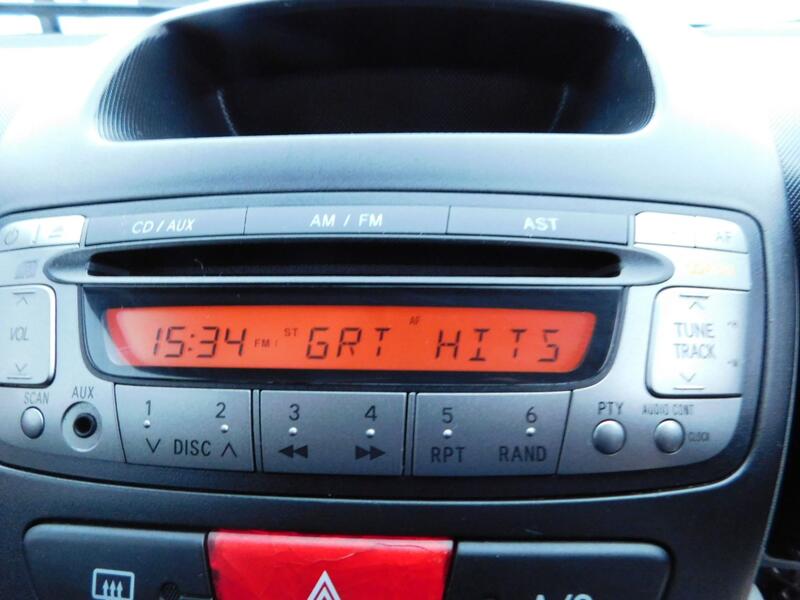 CD/AUX AM / FM AST
AF
VOL
15:34 FM 1 ST GRT AF HITS
TUNE
TRACK
SCAN AUX
1 2 3 4 5 6
DISC RPT RAND
PTY AUDIO CONT
CLOCK
A/C